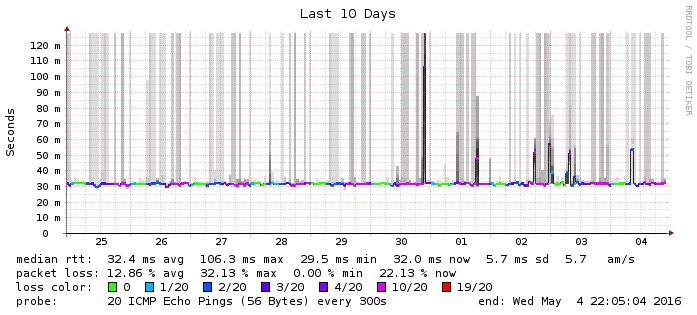 Last 10 Days
RRDTOOL / TOBI OETIKER
Seconds
120 m
110 m
100 m
90 m
80 m
70 m
60 m
50 m
40 m
30 m
20 m
10 m
0
25 26 27 28 29 30 01 02 03 04
median rtt: 32.4 ms avg 106.3 ms max 29.5 ms min 32.0 ms now 5.7 ms sd 5.7 am/s
packet loss: 12.86 % avg 32.13 % max 0.00 % min 22.13 % now
loss color: 0 1/20 2/20 3/20 4/20 10/20 19/20
probe: 20 ICMP Echo Pings (56 Bytes) every 300s end: Wed May 4 22:05:04 2016